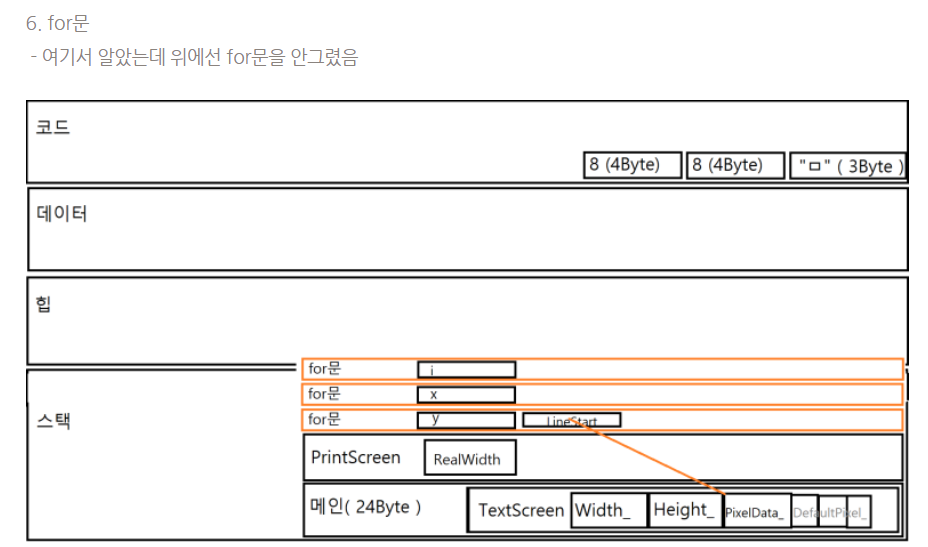 6. for문
- 여기서 알았는데 위에선 for문을 안그렸음
코드
8 (4Byte) 8 (4Byte) "ㅁ" ( 3Byte )
데이터
힙
for문 i
for문 x
for문 y LineStart
스택
PrintScreen RealWidth
메인( 24Byte ) TextScreen Width_ Height_ PixelData_ DefaultPixel_